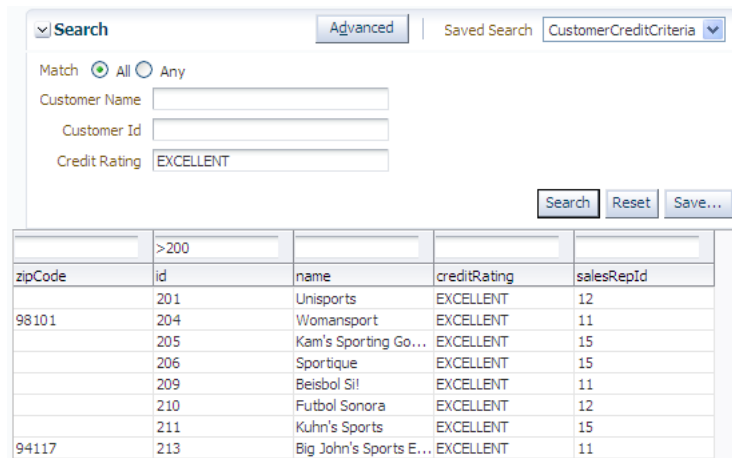 Search Advanced Saved Search CustomerCreditCriteria
Match All Any
Customer Name
Customer Id
Credit Rating EXCELLENT
Search Reset Save...
>200
zipCode id name creditRating salesRepId
201 Unisports EXCELLENT 12
98101 204 Womansport EXCELLENT 11
205 Kam's Sporting Go... EXCELLENT 15
206 Sportique EXCELLENT 15
209 Beisbol Si! EXCELLENT 11
210 Futbol Sonora EXCELLENT 12
211 Kuhn's Sports EXCELLENT 15
94117 213 Big John's Sports E... EXCELLENT 11